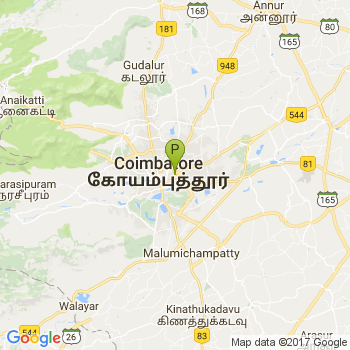 Annur
அன்னூர்
168
80
181
165
Gudalur
கடலூர்
948
544
Anaikatti
னைகட்டி
P
Coimbatore
கோயம்புத்தூர்
81
arasipuram
நரசீபுரம்
165
Malumichampatty
Walayar
Kinathukadavu
கிணத்துக்கடவு
544
26
83
Arasur
Google
Map data ©2017 Google